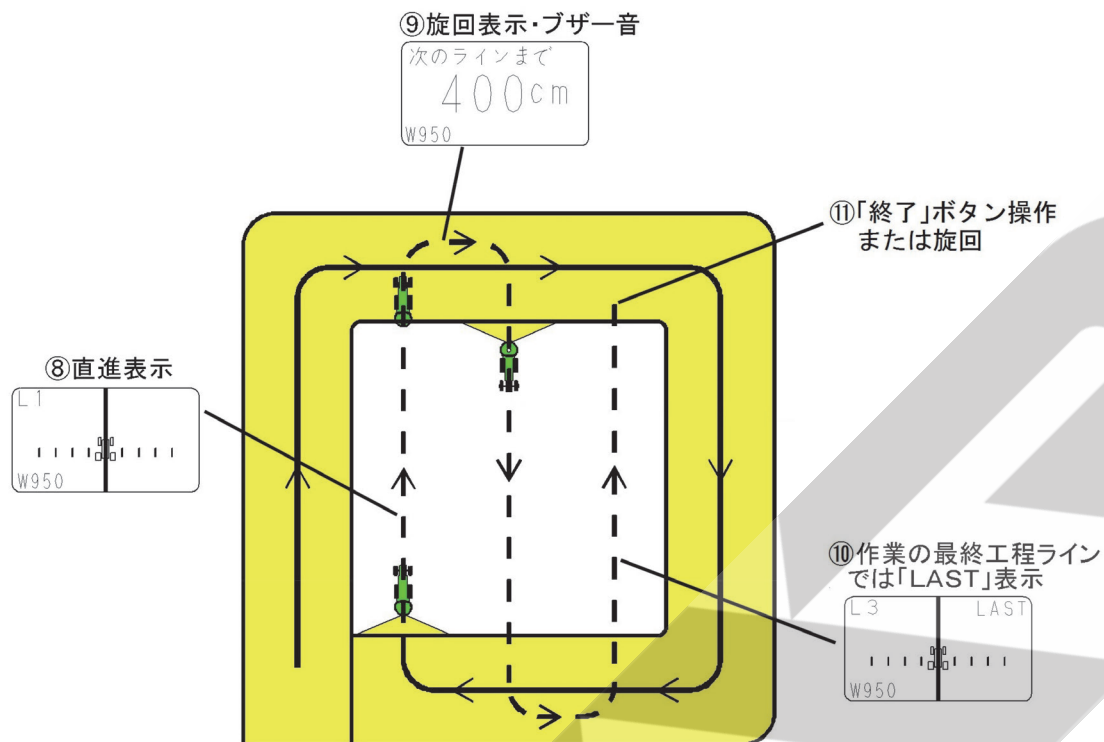 ⑨旋回表示・ブザー音
次のラインまで
400cm
W950
⑪「終了」ボタン操作
または旋回
⑧直進表示
L1
W950
⑩作業の最終工程ライン
では「LAST」表示
L3 LAST
W950